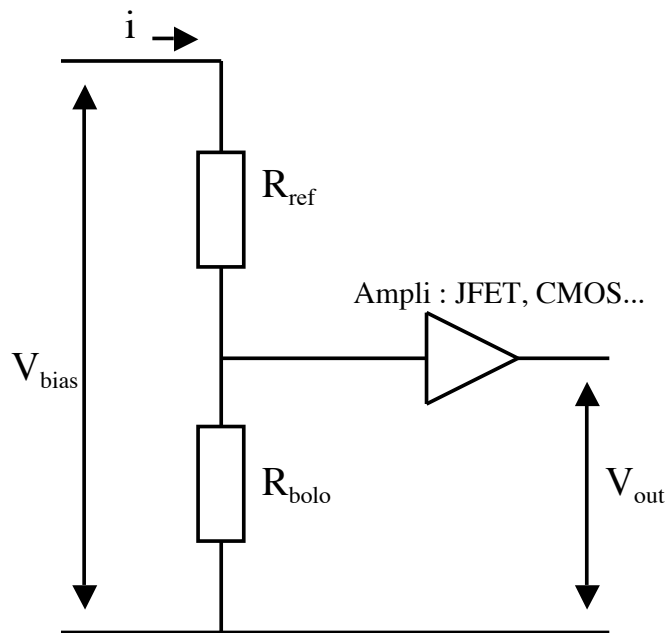 i
R_ref
Ampli : JFET, CMOS...
V_bias
R_bolo
V_out